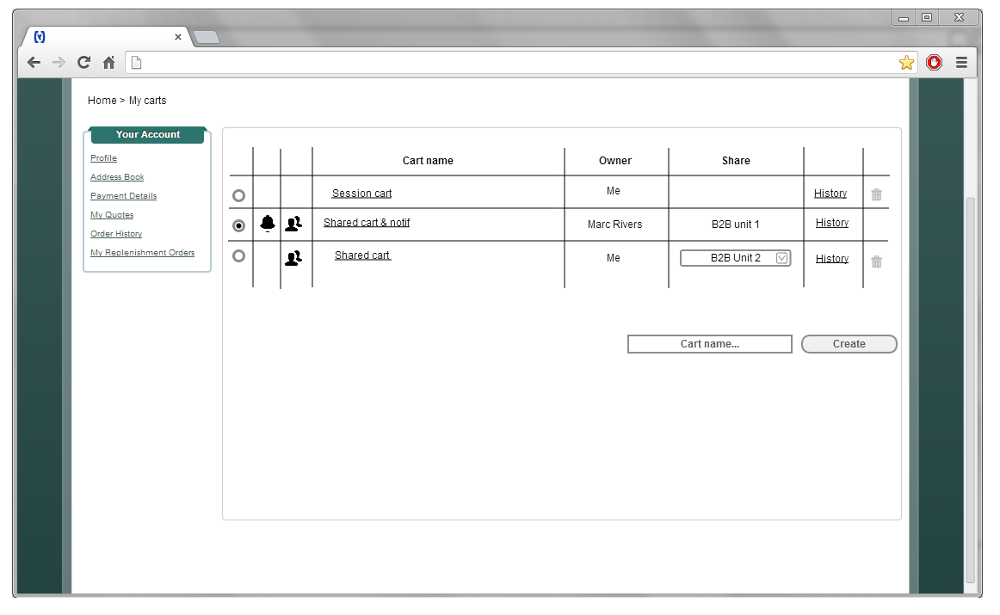 Home > My carts
Your Account
Profile
Address Book
Payment Details
My Quotes
Order History
My Replenishment Orders
Cart name Owner Share
Session cart Me History
Shared cart & notif Marc Rivers B2B unit 1 History
Shared cart Me B2B Unit 2 History
Cart name... Create